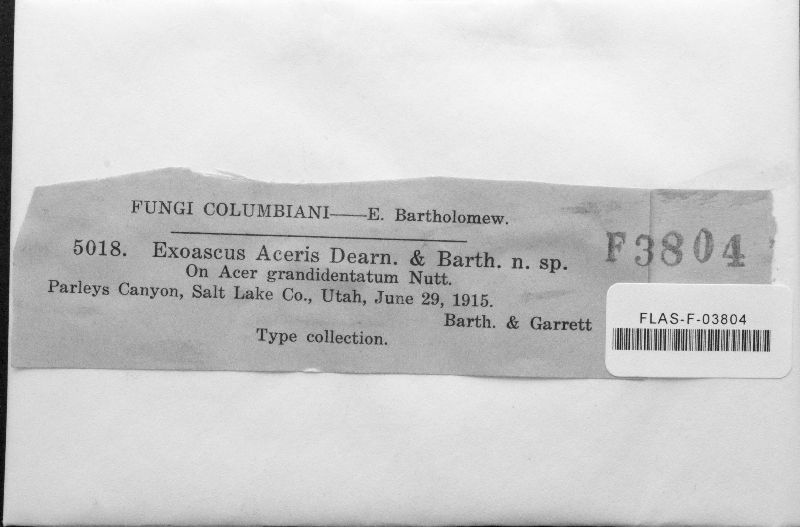 FUNGI COLUMBIANI——E. Bartholomew.
5018. Exoascus Aceris Dearn. & Barth. n. sp.
On Acer grandidentatum Nutt.
Parleys Canyon, Salt Lake Co., Utah, June 29, 1915.
Barth. & Garrett
Type collection.
F3804
FLAS-F-03804